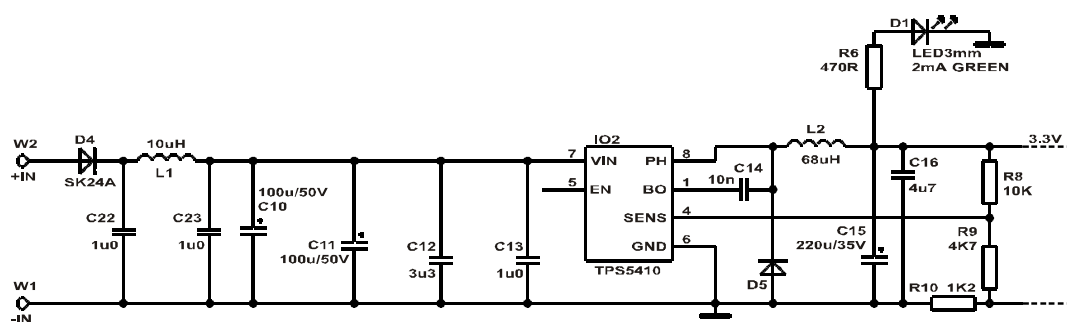 D1
LED3mm
2mA GREEN
R6
470R
W2
+IN
D4
SK24A
10uH
L1
IO2
7 VIN PH 8
5 EN BO 1
SENS 4
GND 6
TPS5410
L2
68uH
3.3V
C14
10n
C16
4u7
R8
10K
100u/50V
C10
C22
1u0
C23
1u0
C11
100u/50V
C12
3u3
C13
1u0
C15
220u/35V
R9
4K7
D5
R10 1K2
W1
-IN